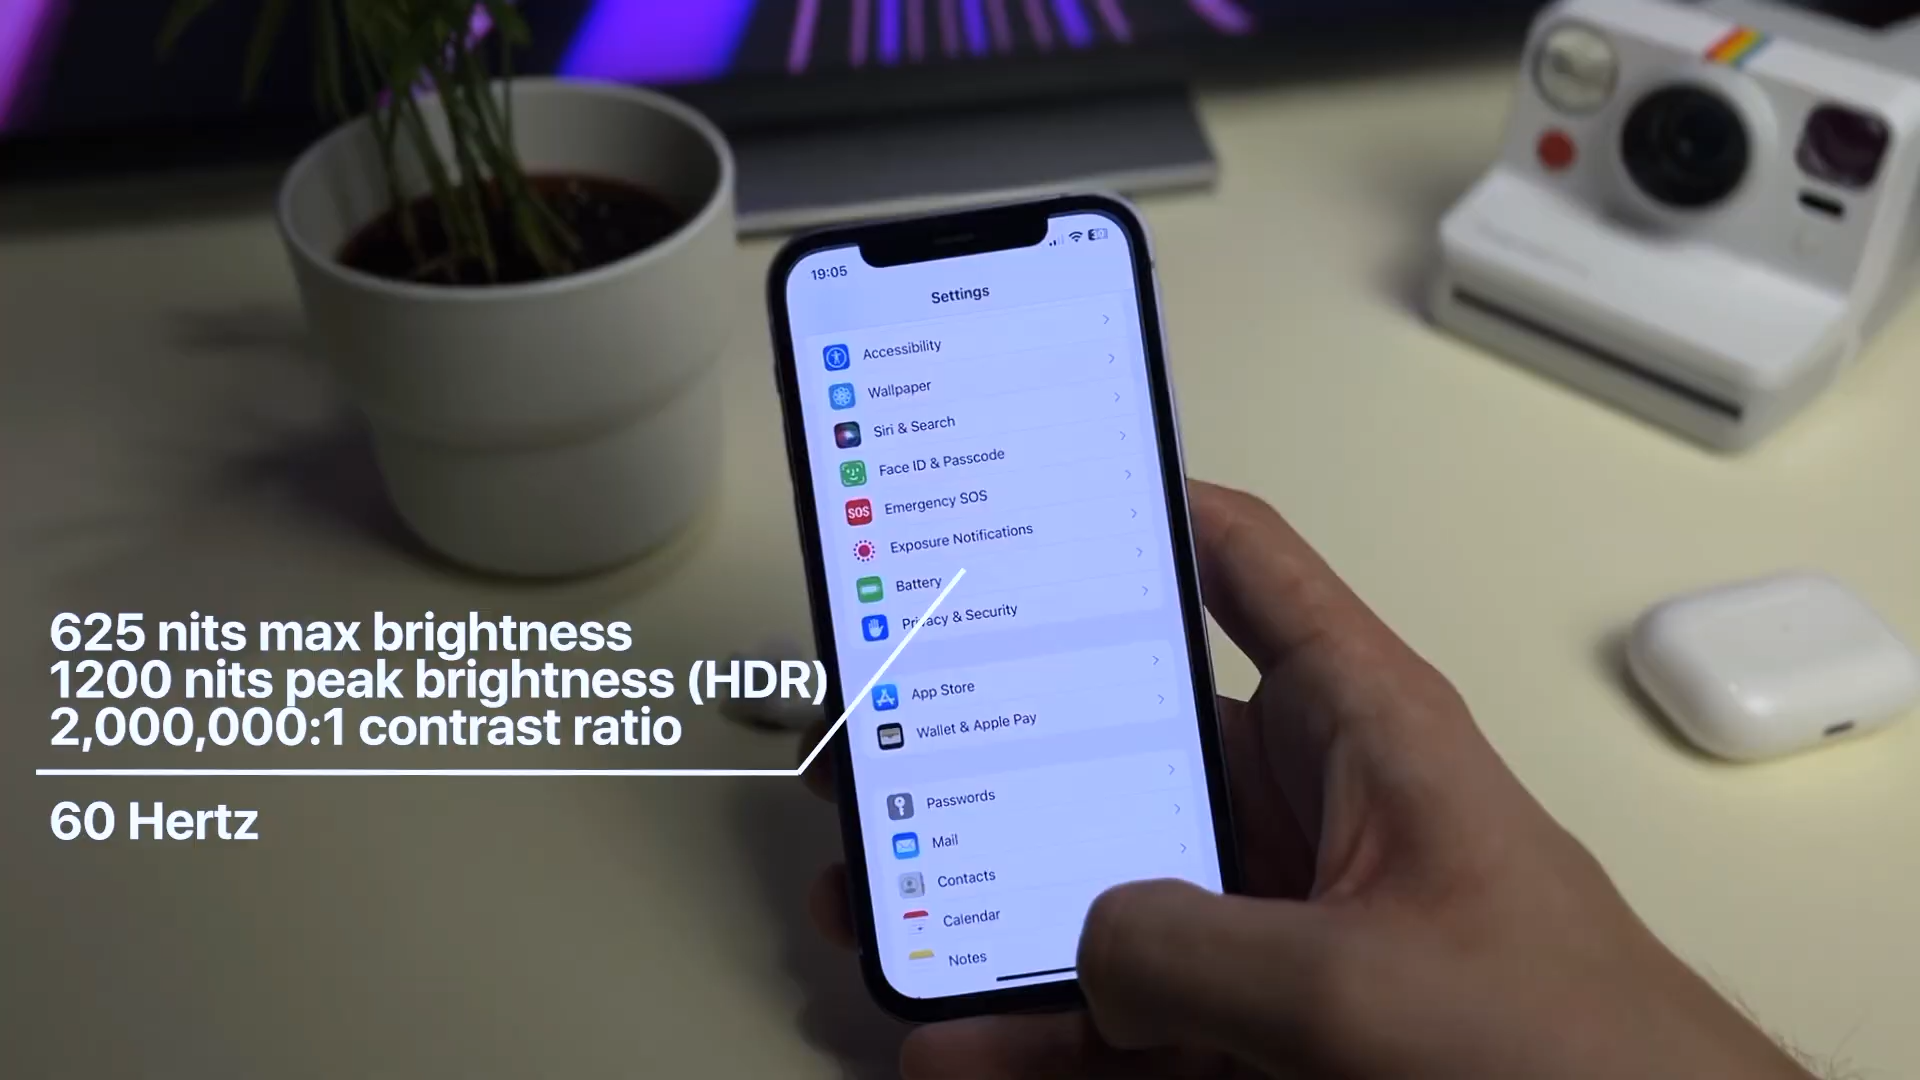 19:05
30
Settings
Accessibility
Wallpaper
Siri & Search
Face ID & Passcode
SOS
Emergency SOS
Exposure Notifications
Battery
Privacy & Security
App Store
Wallet & Apple Pay
Passwords
Mail
Contacts
Calendar
Notes
625 nits max brightness
1200 nits peak brightness (HDR)
2,000,000:1 contrast ratio
60 Hertz